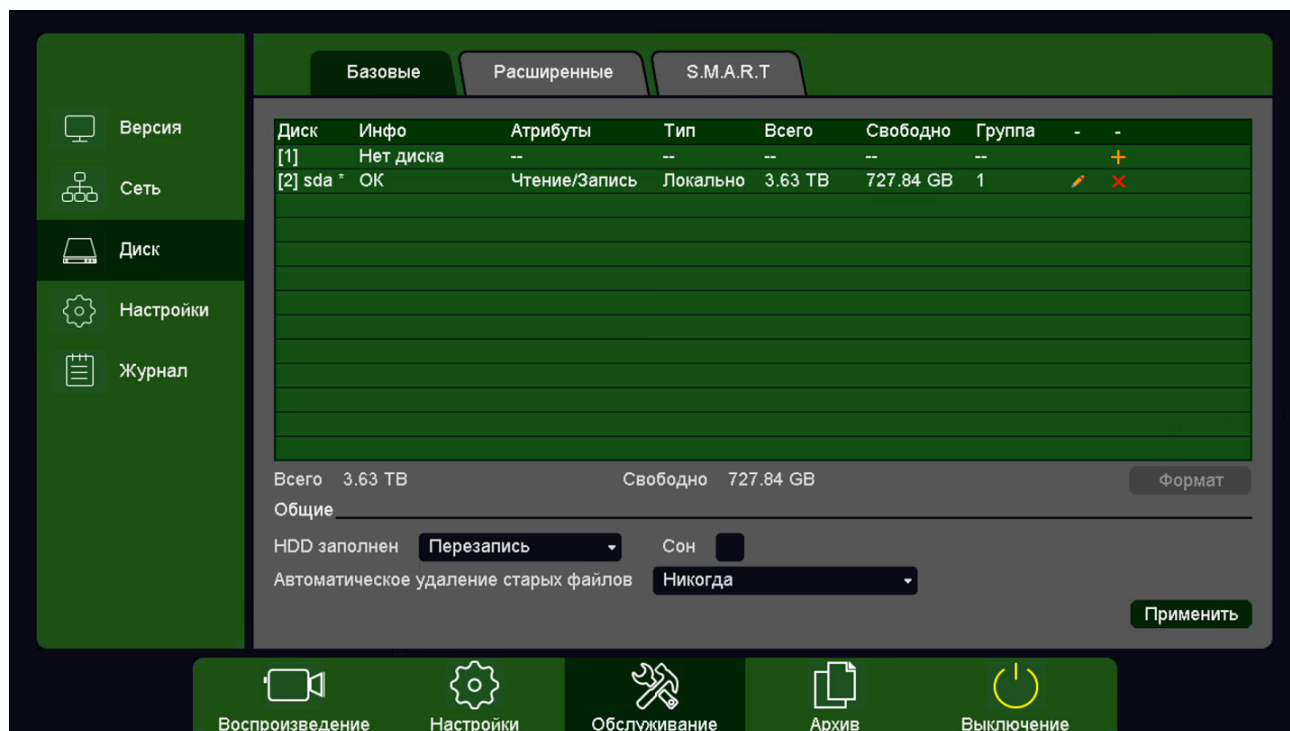 Базовые Расширенные S.M.A.R.T
Версия
Сеть
Диск
Настройки
Журнал
Диск Инфо Атрибуты Тип Всего Свободно Группа - -
[1] Нет диска -- -- -- -- --
[2] sda * ОК Чтение/Запись Локально 3.63 TB 727.84 GB 1
Всего 3.63 TB Свободно 727.84 GB Формат
Общие
HDD заполнен Перезапись Сон
Автоматическое удаление старых файлов Никогда
Применить
Воспроизведение Настройки Обслуживание Архив Выключение